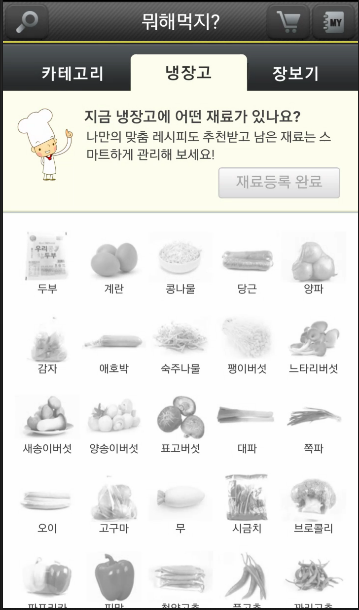 뭐해먹지?
MY
카테고리 냉장고 장보기
지금 냉장고에 어떤 재료가 있나요?
나만의 맞춤 레시피도 추천받고 남은 재료는 스
마트하게 관리해 보세요!
재료등록 완료
두부 계란 콩나물 당근 양파
감자 애호박 숙주나물 팽이버섯 느타리버섯
새송이버섯 양송이버섯 표고버섯 대파 쪽파
오이 고구마 무 시금치 브로콜리
파프리카 피망 청양고추 풋고추 꽈리고추